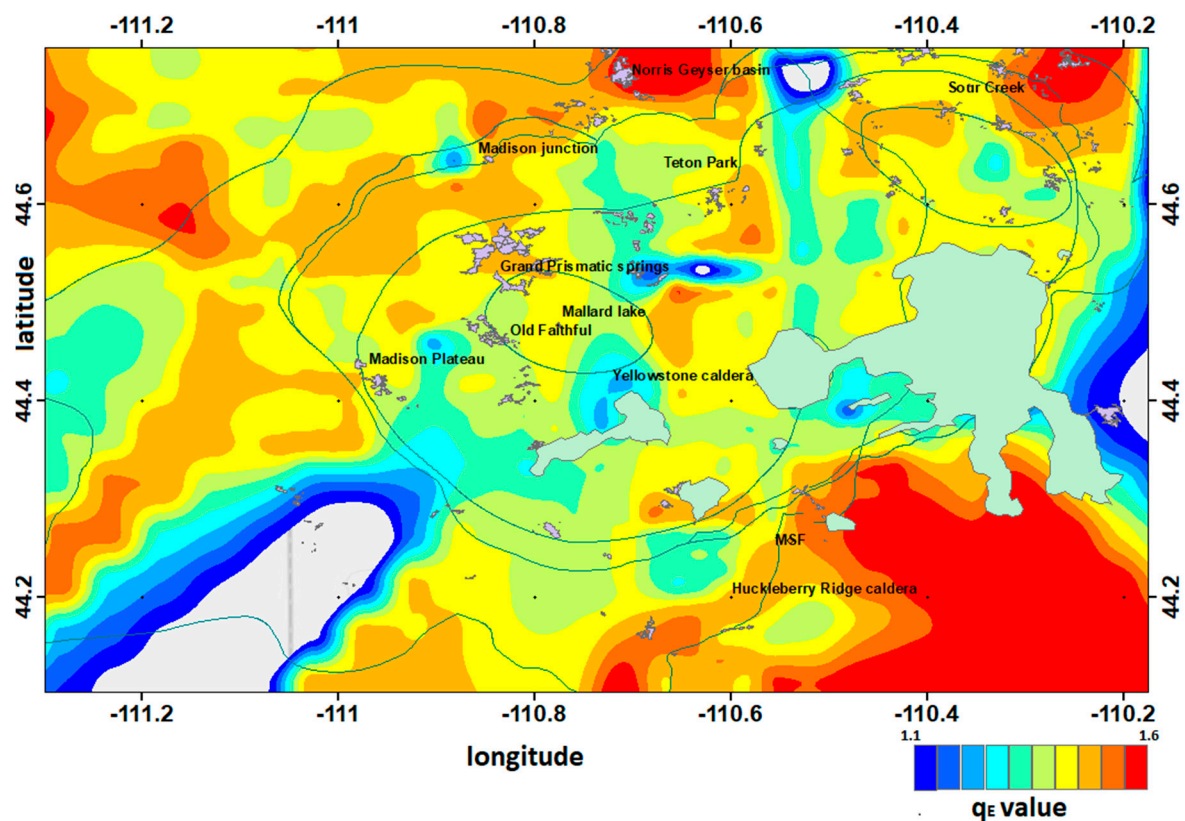 -111.2 -111 -110.8 -110.6 -110.4 -110.2
Norris Geyser basin
Sour Creek
Madison junction
Teton Park
44.6 44.6
Grand Prismatic springs
Mallard lake
Old Faithful
latitude
Madison Plateau
Yellowstone caldera
44.4 44.4
MSF
Huckleberry Ridge caldera
44.2 44.2
-111.2 -111 -110.8 -110.6 -110.4 -110.2
longitude
1.1 1.6
qE value